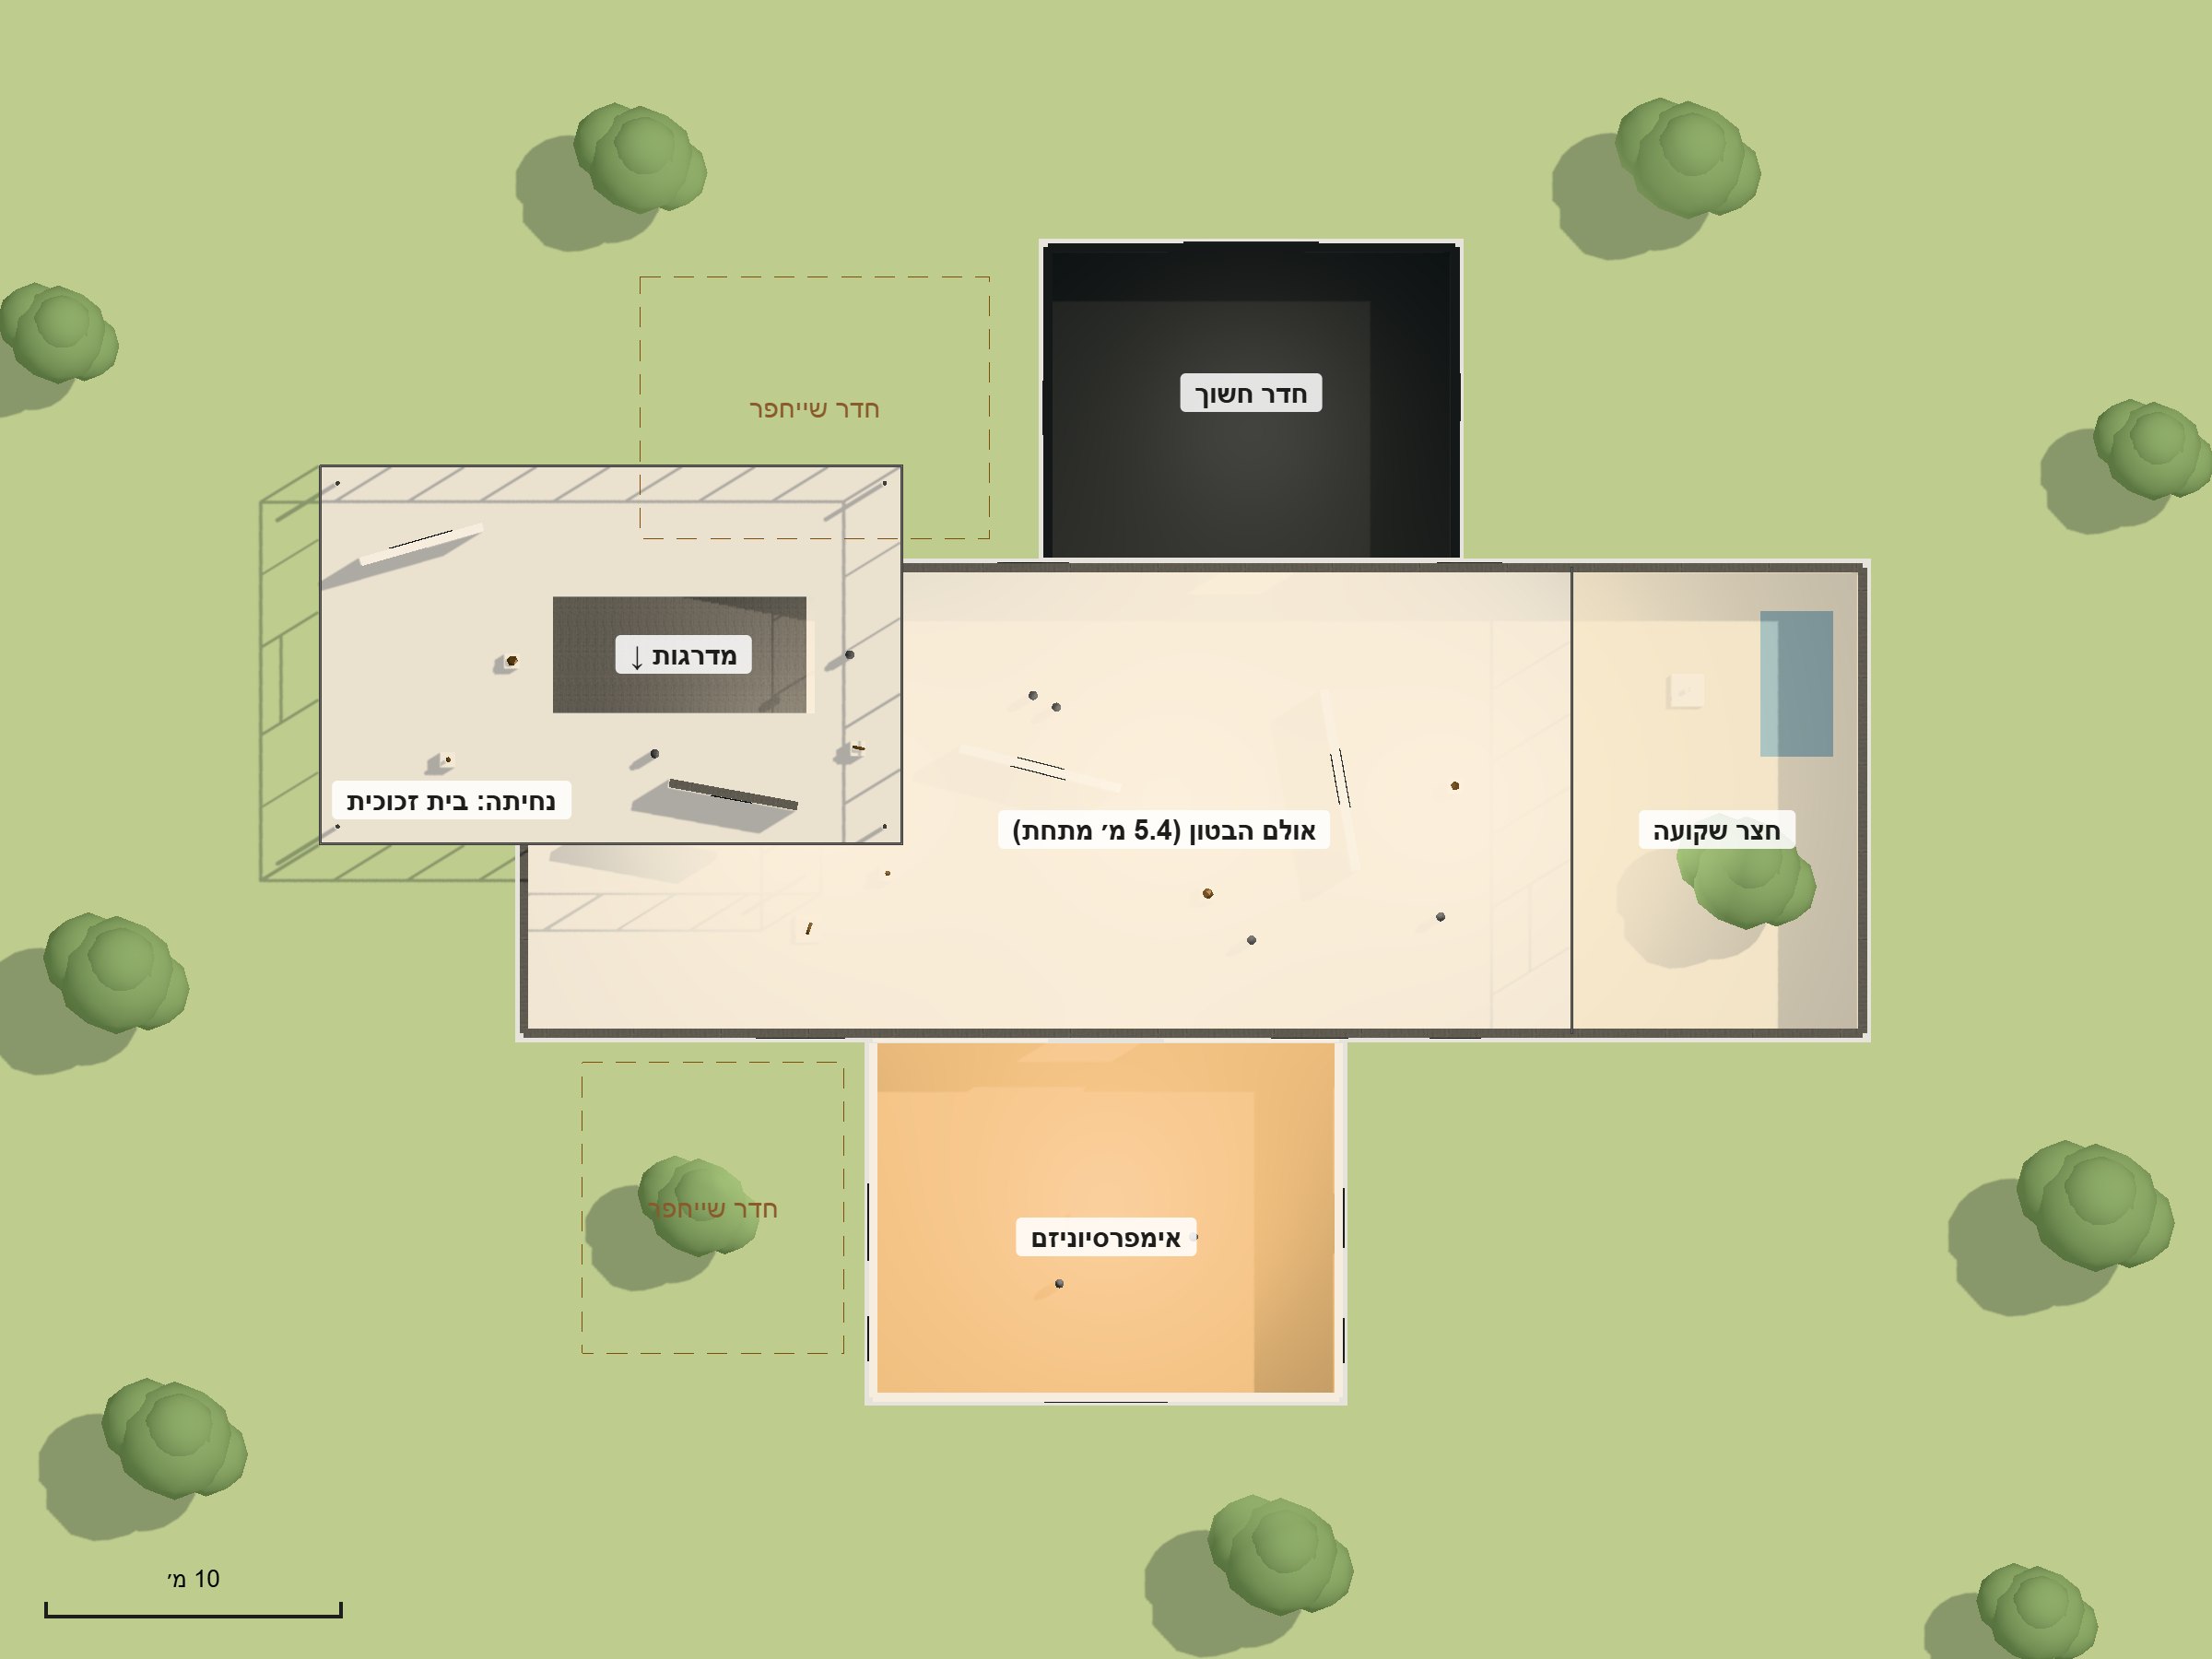 חדר חשוך
חדר שייחפר
מדרגות ↓
נחיתה: בית זכוכית
אולם הבטון (5.4 מ׳ מתחת)
חצר שקועה
חדר שייחפר
אימפרסיוניזם
10 מ׳